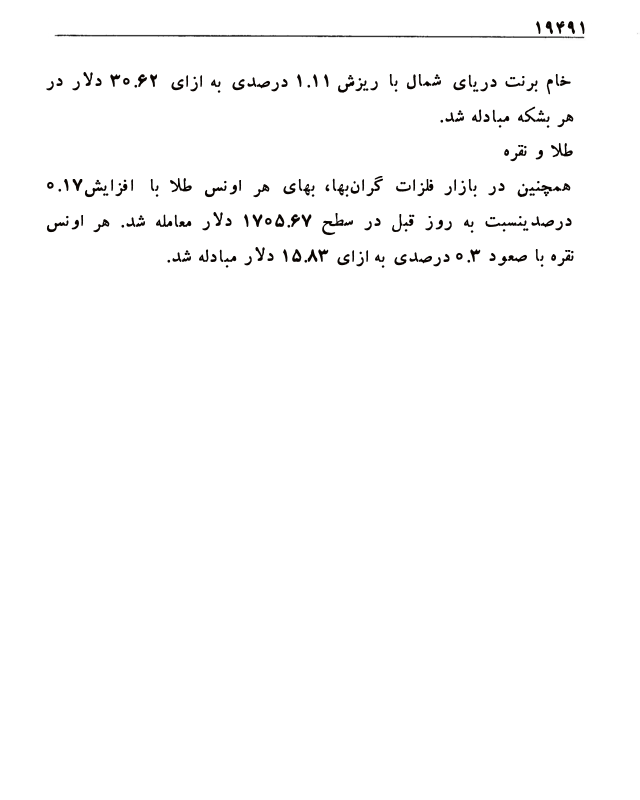 ۱۹۴۹۱
خام برنت دریای شمال با ریزش ۱.۱۱ درصدی به ازای ۳۰.۶۲ دلار در
هر بشکه مبادله شد.
طلا و نقره
همچنین در بازار فلزات گران‌بها، بهای هر اونس طلا با افزایش۰.۱۷
درصدینسبت به روز قبل در سطح ۱۷۰۵.۶۷ دلار معامله شد. هر اونس
نقره با صعود ۰.۳ درصدی به ازای ۱۵.۸۳ دلار مبادله شد.